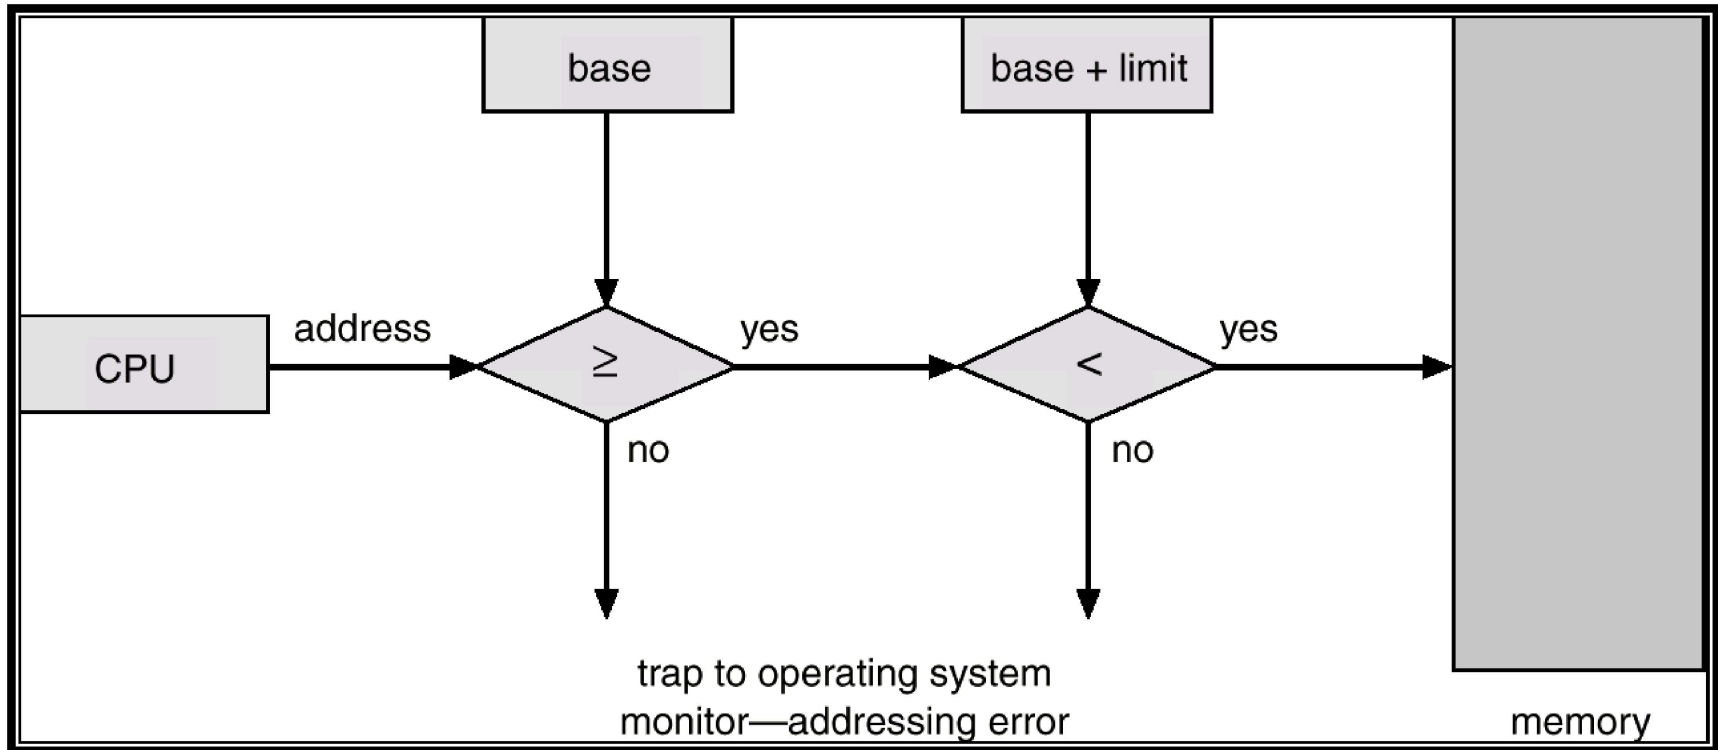 base
base + limit
address
yes
yes
CPU
≥
<
no
no
trap to operating system
monitor—addressing error
memory